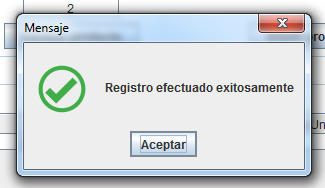 2
Mensaje
Registro efectuado exitosamente
Aceptar